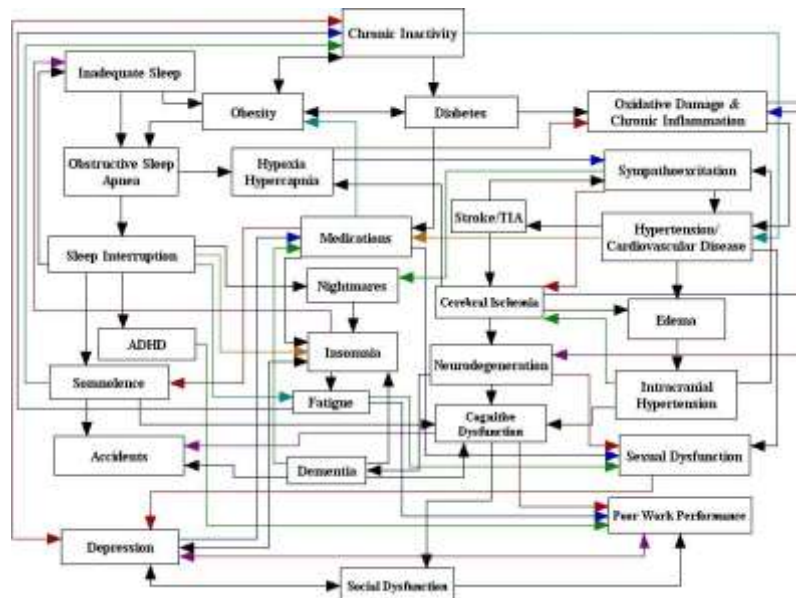 Chronic Inactivity
Inadequate Sleep
Obesity
Diabetes
Oxidative Damage &
Chronic Inflammation
Obstructive Sleep
Apnea
Hypoxia
Hypercapnia
Sympathoexcitation
Stroke/TIA
Medications
Hypertension/
Cardiovascular Disease
Sleep Interruption
Nightmares
Cerebral Ischemia
Edema
ADHD
Insomnia
Neurodegeneration
Somnolence
Fatigue
Intracranial
Hypertension
Cognitive
Dysfunction
Accidents
Dementia
Sexual Dysfunction
Poor Work Performance
Depression
Social Dysfunction